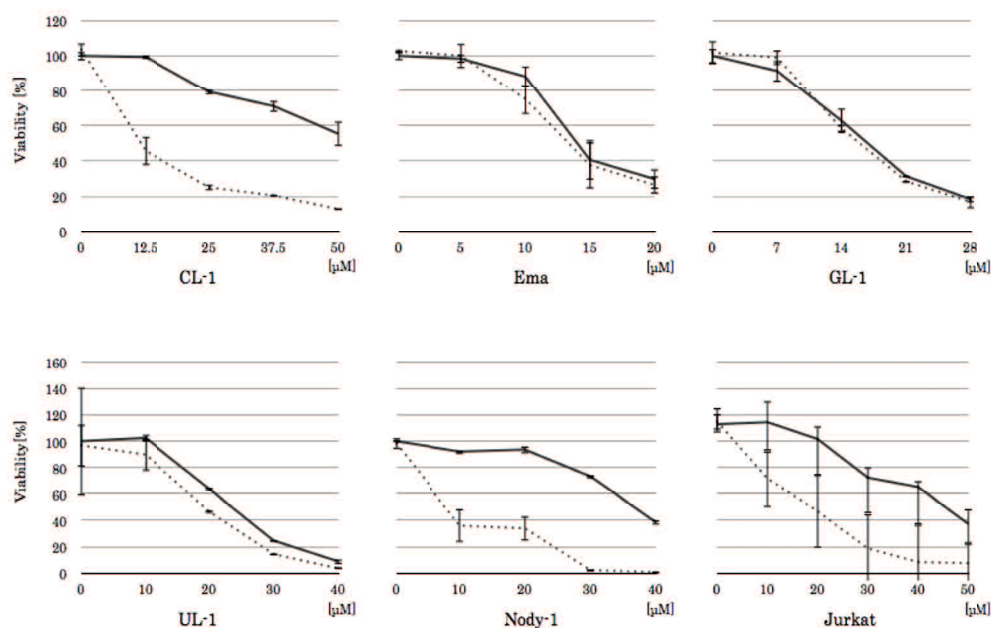 120
100
80
60
40
20
0
Viability [%]
0 12.5 25 37.5 50
[µM]
CL-1
0 5 10 15 20
[µM]
Ema
0 7 14 21 28
[µM]
GL-1
160
140
120
100
80
60
40
20
0
Viability [%]
0 10 20 30 40
[µM]
UL-1
0 10 20 30 40
[µM]
Nody-1
0 10 20 30 40 50
[µM]
Jurkat